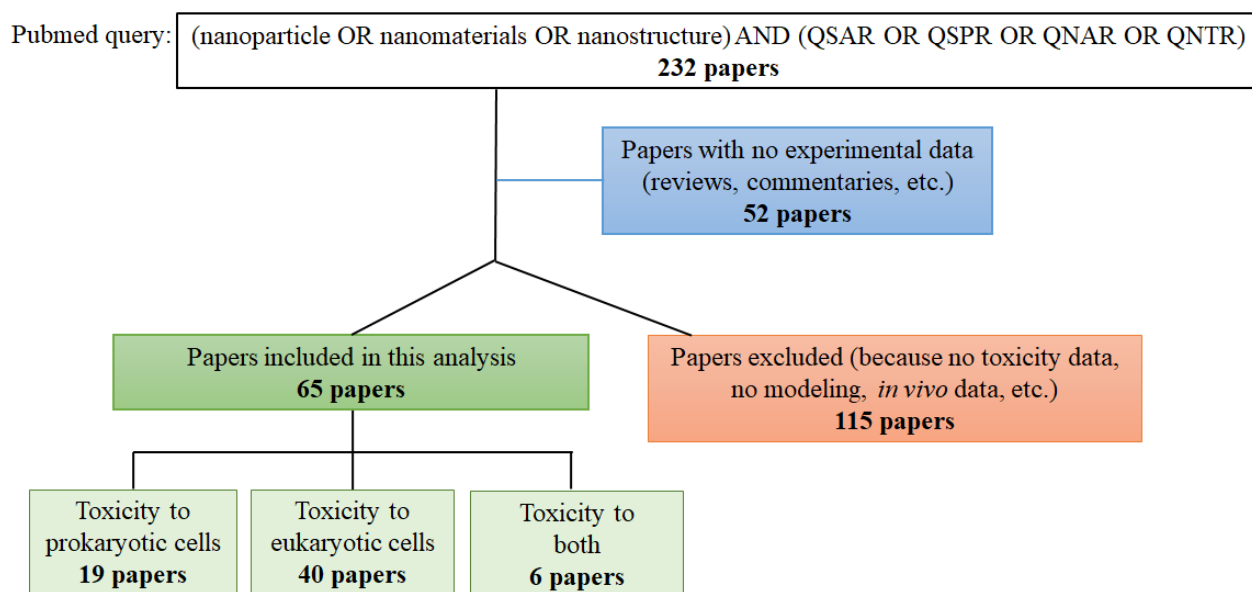 Pubmed query:
(nanoparticle OR nanomaterials OR nanostructure) AND (QSAR OR QSPR OR QNAR OR QNTR)
232 papers
Papers with no experimental data
(reviews, commentaries, etc.)
52 papers
Papers included in this analysis
65 papers
Papers excluded (because no toxicity data,
no modeling, in vivo data, etc.)
115 papers
Toxicity to
prokaryotic cells
19 papers
Toxicity to
eukaryotic cells
40 papers
Toxicity to
both
6 papers